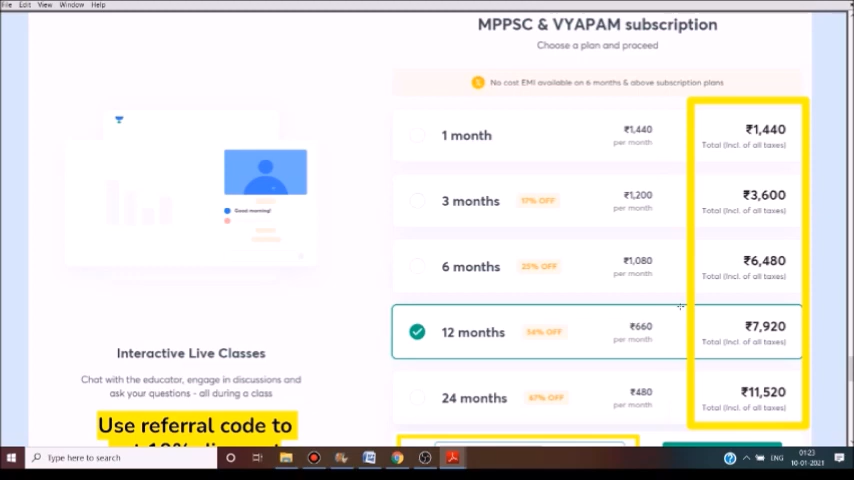 File Edit View Window Help
MPPSC & VYAPAM subscription
Choose a plan and proceed
No cost EMI available on 6 months & above subscription plans
1 month ₹1,440 per month ₹1,440 Total (Incl. of all taxes)
3 months 17% OFF ₹1,200 per month ₹3,600 Total (Incl. of all taxes)
6 months 25% OFF ₹1,080 per month ₹6,480 Total (Incl. of all taxes)
12 months 54% OFF ₹660 per month ₹7,920 Total (Incl. of all taxes)
24 months 67% OFF ₹480 per month ₹11,520 Total (Incl. of all taxes)
Good morning!
Interactive Live Classes
Chat with the educator, engage in discussions and
ask your questions - all during a class
Use referral code to
Type here to search
ENG
01:23
10-01-2023